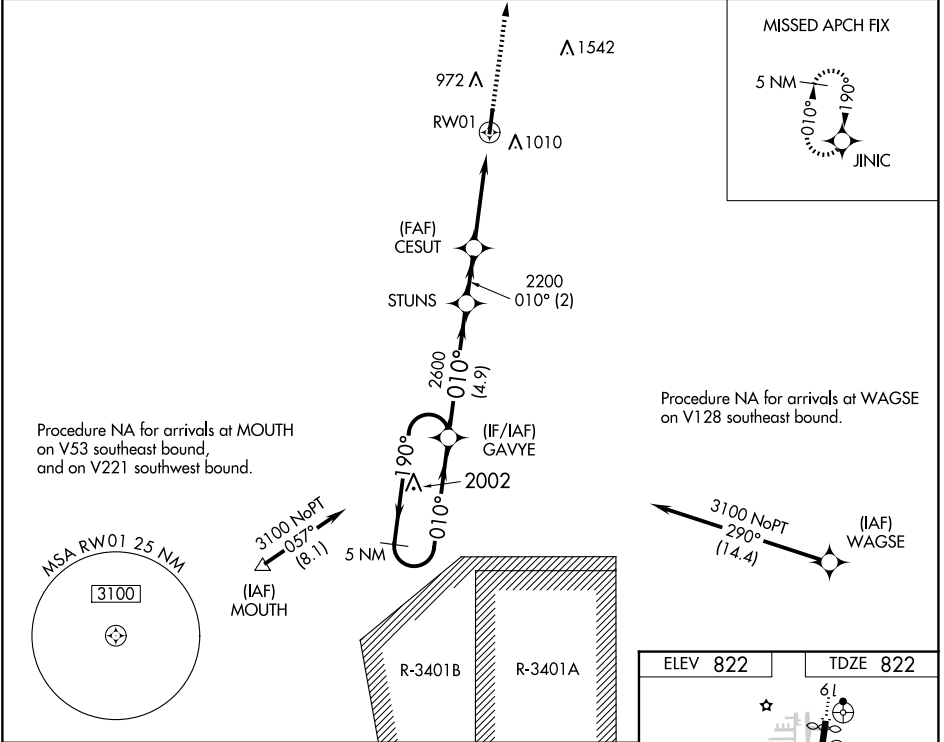 MISSED APCH FIX
5 NM
010°
190°
JINIC
1542
972
RW01
1010
(FAF)
CESUT
2200
010° (2)
STUNS
2600
010°
(4.9)
Procedure NA for arrivals at MOUTH
on V53 southeast bound,
and on V221 southwest bound.
Procedure NA for arrivals at WAGSE
on V128 southeast bound.
(IF/IAF)
GAVYE
190°
2002
010°
5 NM
3100 NoPT
057°
(8.1)
(IAF)
MOUTH
3100 NoPT
290°
(14.4)
(IAF)
WAGSE
MSA RW01 25 NM
3100
R-3401B
R-3401A
ELEV 822
TDZE 822
19